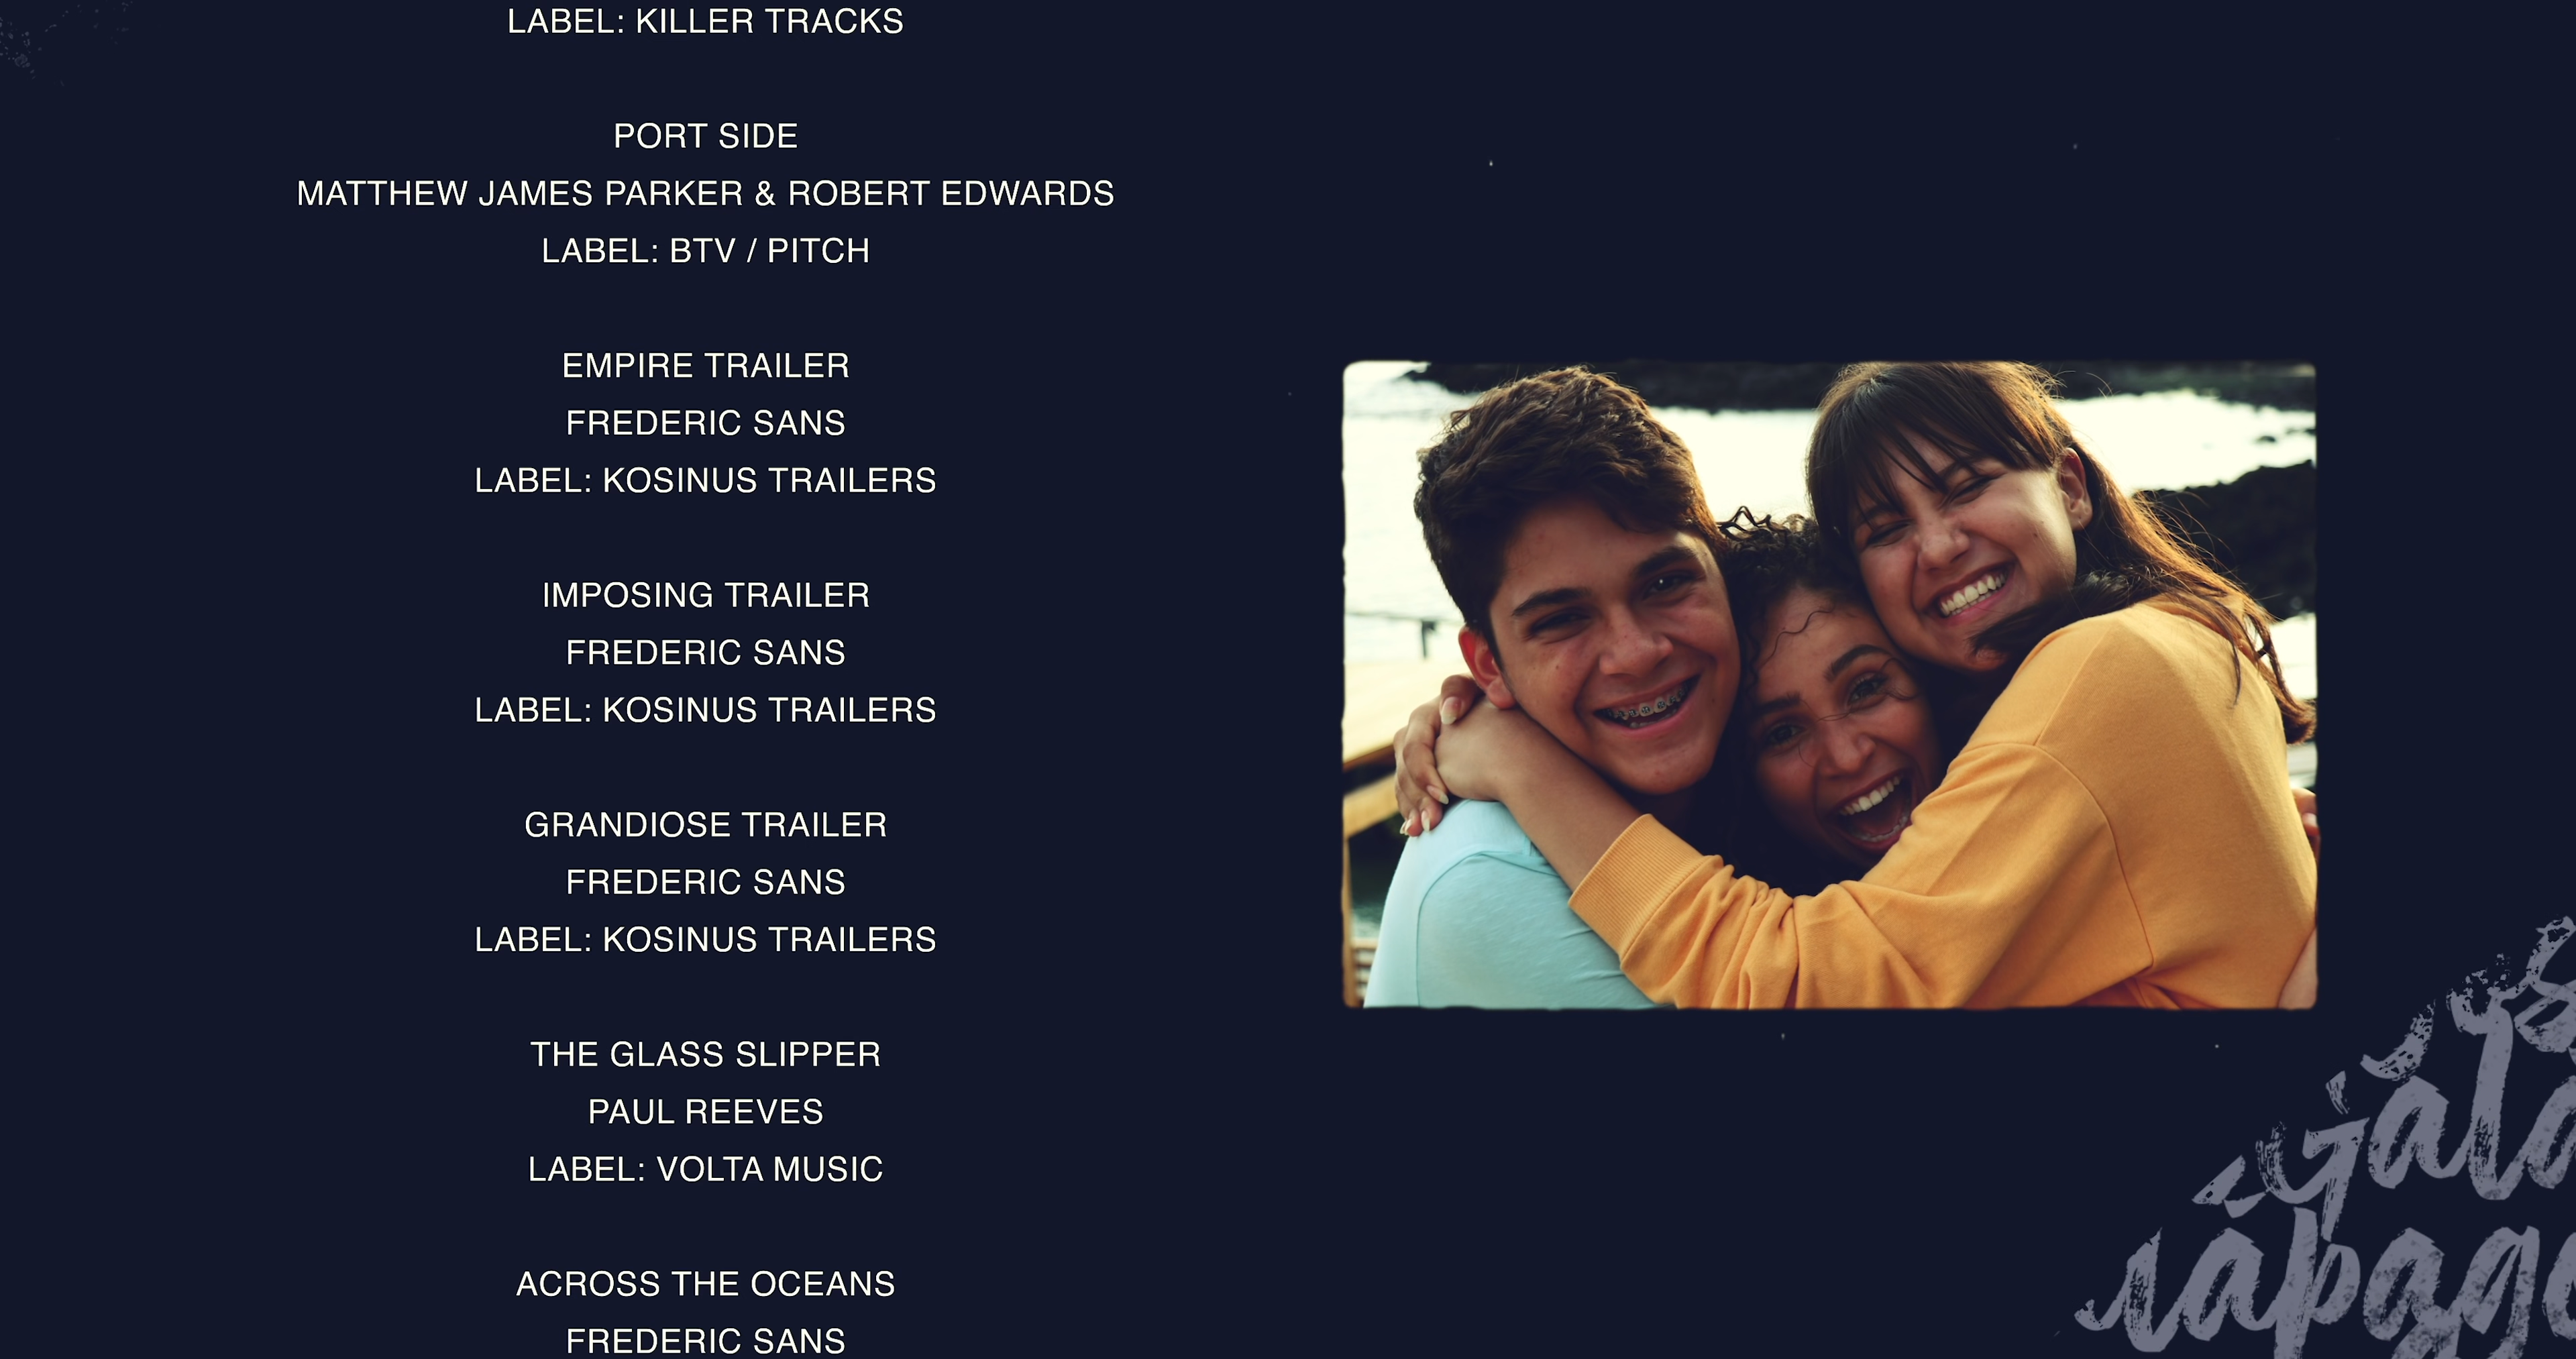 LABEL: KILLER TRACKS
PORT SIDE
MATTHEW JAMES PARKER & ROBERT EDWARDS
LABEL: BTV / PITCH
EMPIRE TRAILER
FREDERIC SANS
LABEL: KOSINUS TRAILERS
IMPOSING TRAILER
FREDERIC SANS
LABEL: KOSINUS TRAILERS
GRANDIOSE TRAILER
FREDERIC SANS
LABEL: KOSINUS TRAILERS
THE GLASS SLIPPER
PAUL REEVES
LABEL: VOLTA MUSIC
ACROSS THE OCEANS
FREDERIC SANS